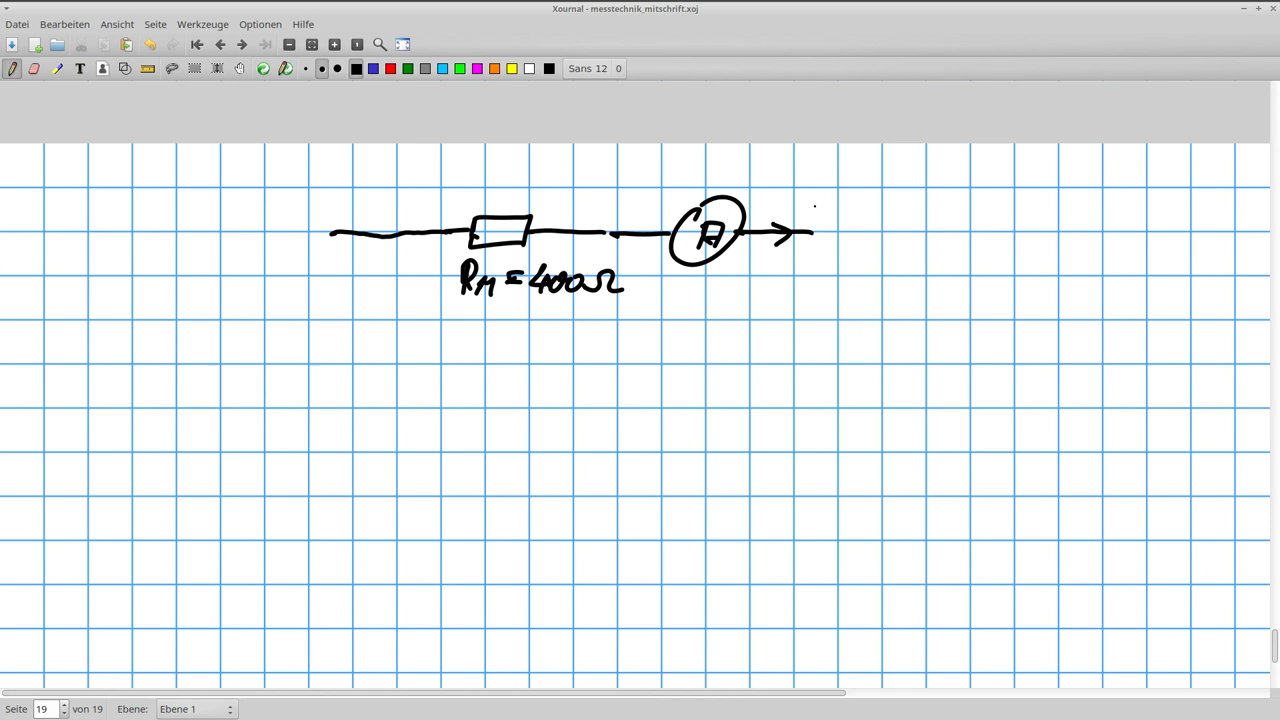 Xournal - messtechnik_mitschrift.xoj
Datei Bearbeiten Ansicht Seite Werkzeuge Optionen Hilfe
Sans 12 0
A
R_M = 400Ω
Seite 19 von 19 Ebene: Ebene 1